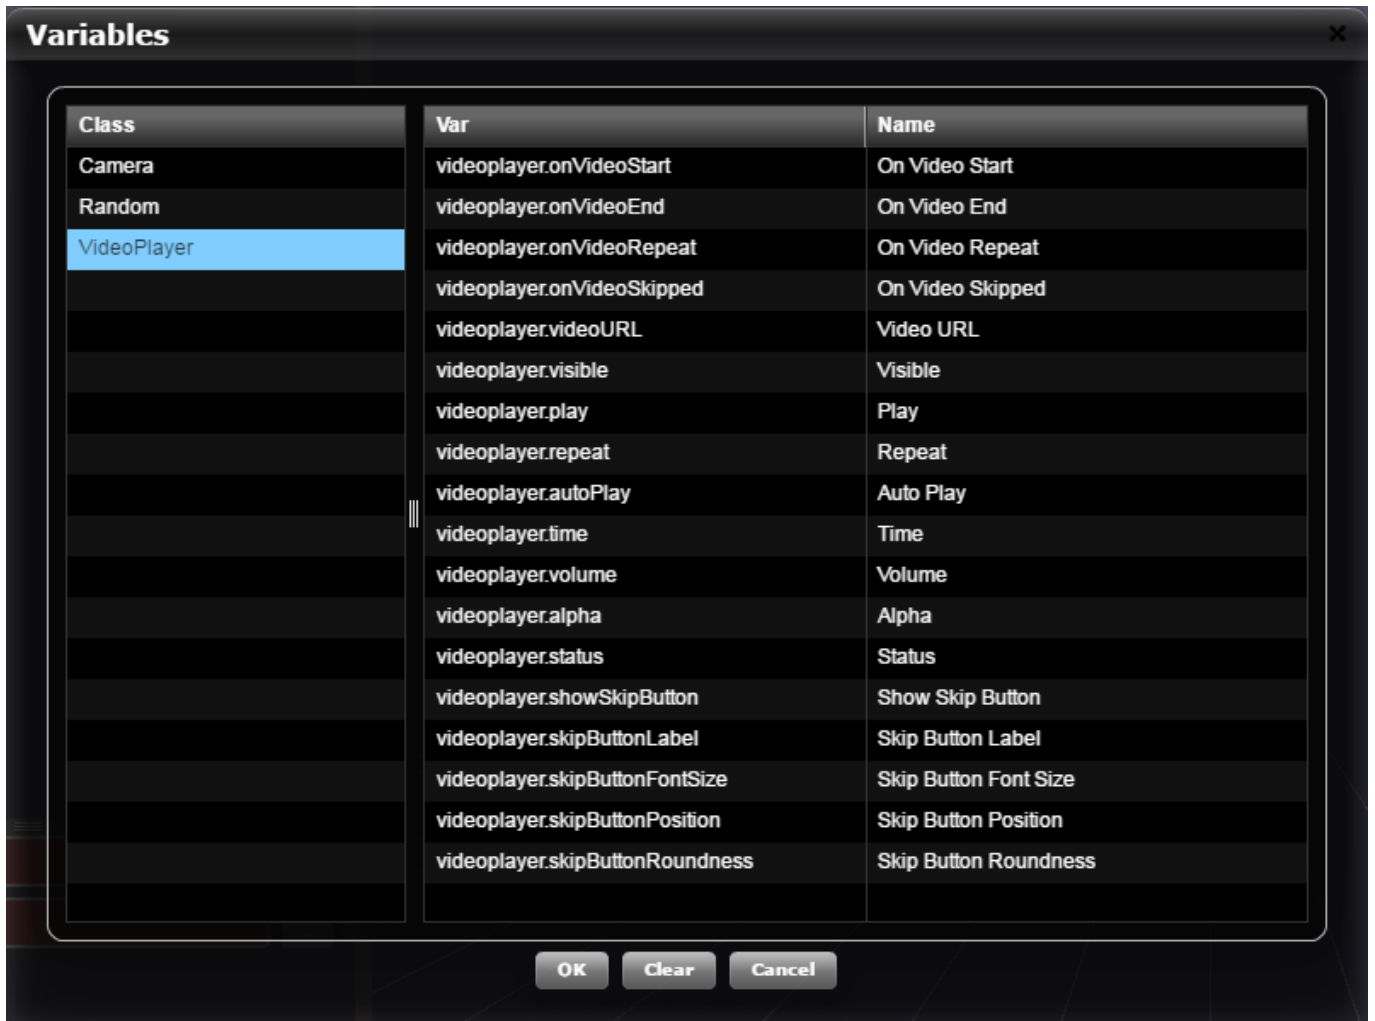 Variables
Class Var Name
Camera videoplayer.onVideoStart On Video Start
Random videoplayer.onVideoEnd On Video End
VideoPlayer videoplayer.onVideoRepeat On Video Repeat
videoplayer.onVideoSkipped On Video Skipped
videoplayer.videoURL Video URL
videoplayer.visible Visible
videoplayer.play Play
videoplayer.repeat Repeat
videoplayer.autoPlay Auto Play
videoplayer.time Time
videoplayer.volume Volume
videoplayer.alpha Alpha
videoplayer.status Status
videoplayer.showSkipButton Show Skip Button
videoplayer.skipButtonLabel Skip Button Label
videoplayer.skipButtonFontSize Skip Button Font Size
videoplayer.skipButtonPosition Skip Button Position
videoplayer.skipButtonRoundness Skip Button Roundness
OK Clear Cancel